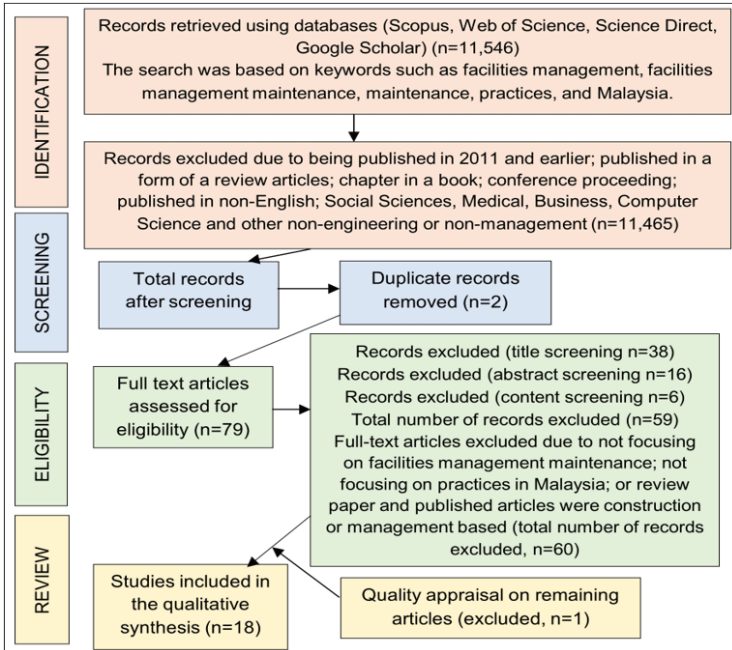 IDENTIFICATION
Records retrieved using databases (Scopus, Web of Science, Science Direct,
Google Scholar) (n=11,546)
The search was based on keywords such as facilities management, facilities
management maintenance, maintenance, practices, and Malaysia.
Records excluded due to being published in 2011 and earlier; published in a
form of a review articles; chapter in a book; conference proceeding;
published in non-English; Social Sciences, Medical, Business, Computer
Science and other non-engineering or non-management (n=11,465)
SCREENING
Total records
after screening
Duplicate records
removed (n=2)
ELIGIBILITY
Full text articles
assessed for
eligibility (n=79)
Records excluded (title screening n=38)
Records excluded (abstract screening n=16)
Records excluded (content screening n=6)
Total number of records excluded (n=59)
Full-text articles excluded due to not focusing
on facilities management maintenance; not
focusing on practices in Malaysia; or review
paper and published articles were construction
or management based (total number of records
excluded, n=60)
REVIEW
Studies included in
the qualitative
synthesis (n=18)
Quality appraisal on remaining
articles (excluded, n=1)